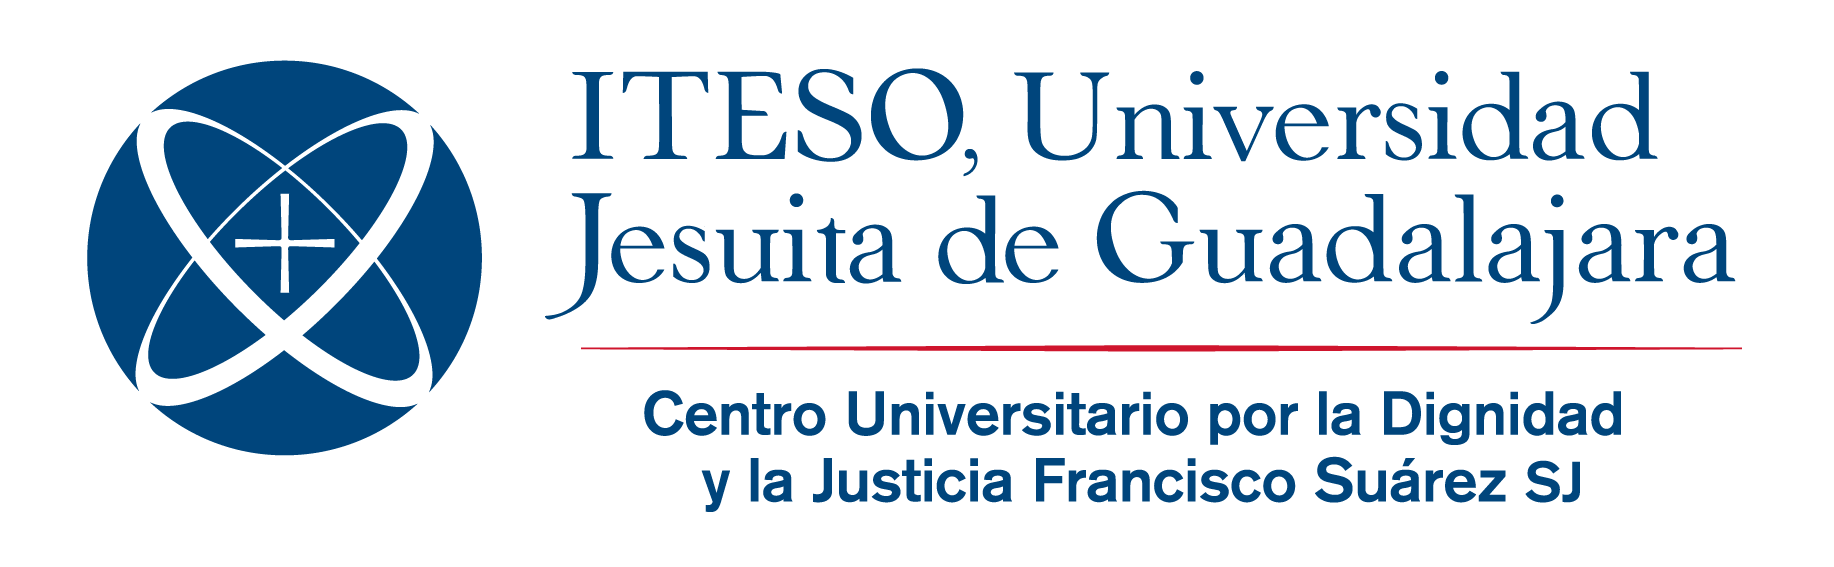 ITESO, Universidad
Jesuita de Guadalajara
Centro Universitario por la Dignidad
y la Justicia Francisco Suárez SJ